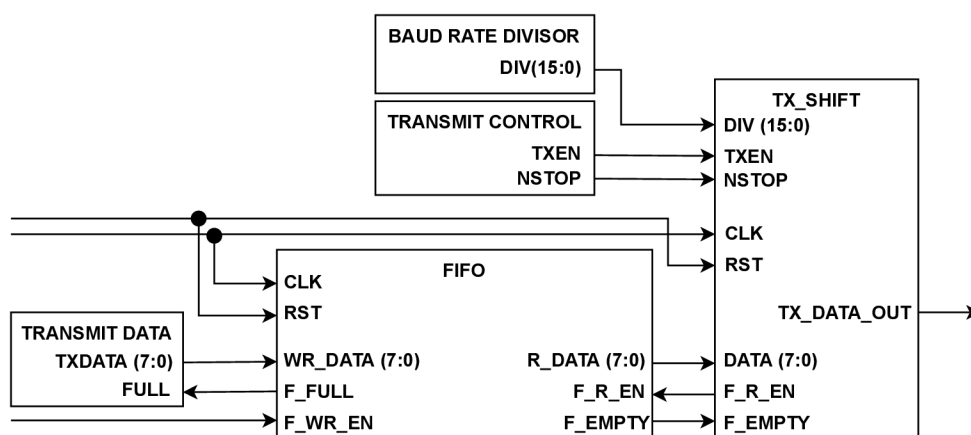 BAUD RATE DIVISOR
DIV(15:0)
TRANSMIT CONTROL
TXEN
NSTOP
TX_SHIFT
DIV (15:0)
TXEN
NSTOP
CLK
RST
TX_DATA_OUT
DATA (7:0)
F_R_EN
F_EMPTY
FIFO
CLK
RST
WR_DATA (7:0)
R_DATA (7:0)
F_FULL
F_R_EN
F_WR_EN
F_EMPTY
TRANSMIT DATA
TXDATA (7:0)
FULL